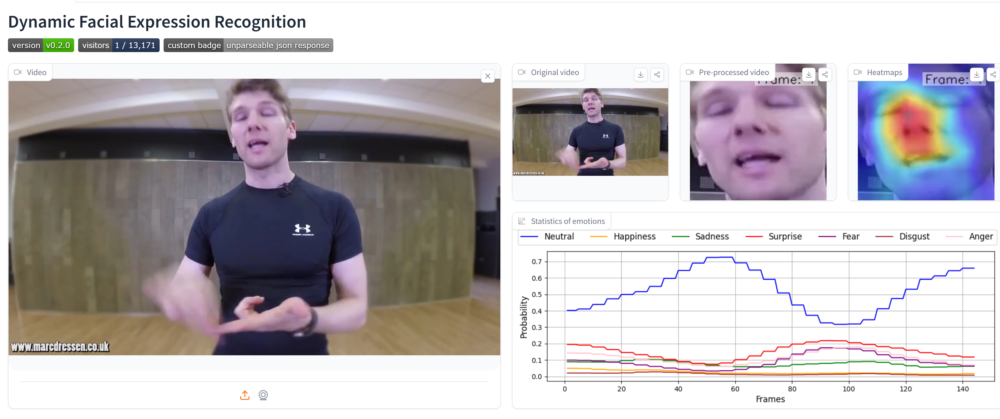 Dynamic Facial Expression Recognition
version v0.2.0 visitors 1 / 13,171 custom badge unparseable json response
Video
UNDER ARMOUR
www.marcdressen.co.uk
Original video
www.marcdressen.co.uk
Pre-processed video
Frame:
Heatmaps
Frame:
Statistics of emotions
Neutral Happiness Sadness Surprise Fear Disgust Anger
Probability
0.7
0.6
0.5
0.4
0.3
0.2
0.1
0.0
0 20 40 60 80 100 120 140
Frames